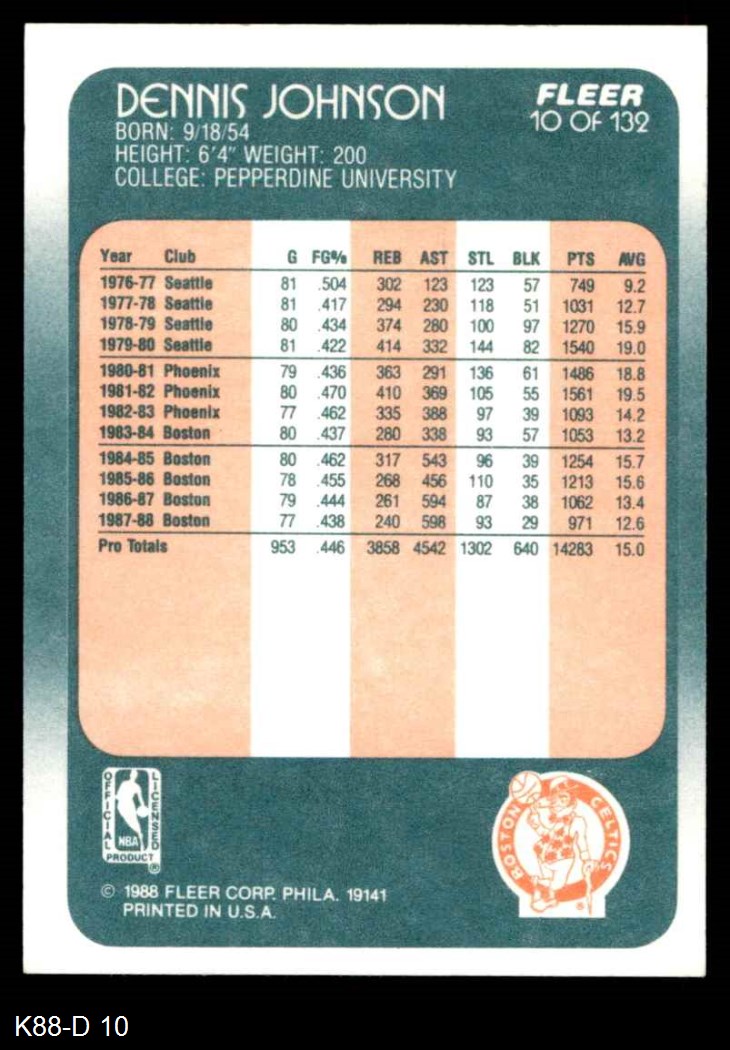 DENNIS JOHNSON
FLEER
10 OF 132
BORN: 9/18/54
HEIGHT: 6'4" WEIGHT: 200
COLLEGE: PEPPERDINE UNIVERSITY
Year Club G FG% REB AST STL BLK PTS AVG
1976-77 Seattle 81 .504 302 123 123 57 749 9.2
1977-78 Seattle 81 .417 294 230 118 51 1031 12.7
1978-79 Seattle 80 .434 374 280 100 97 1270 15.9
1979-80 Seattle 81 .422 414 332 144 82 1540 19.0
1980-81 Phoenix 79 .436 363 291 136 61 1486 18.8
1981-82 Phoenix 80 .470 410 369 105 55 1561 19.5
1982-83 Phoenix 77 .462 335 388 97 39 1093 14.2
1983-84 Boston 80 .437 280 338 93 57 1053 13.2
1984-85 Boston 80 .462 317 543 96 39 1254 15.7
1985-86 Boston 78 .455 268 456 110 35 1213 15.6
1986-87 Boston 79 .444 261 594 87 38 1062 13.4
1987-88 Boston 77 .438 240 598 93 29 971 12.6
Pro Totals 953 .446 3858 4542 1302 640 14283 15.0
OFFICIAL LICENSED
NBA
PRODUCT ®
BOSTON CELTICS ®
© 1988 FLEER CORP. PHILA. 19141
PRINTED IN U.S.A.
K88-D 10